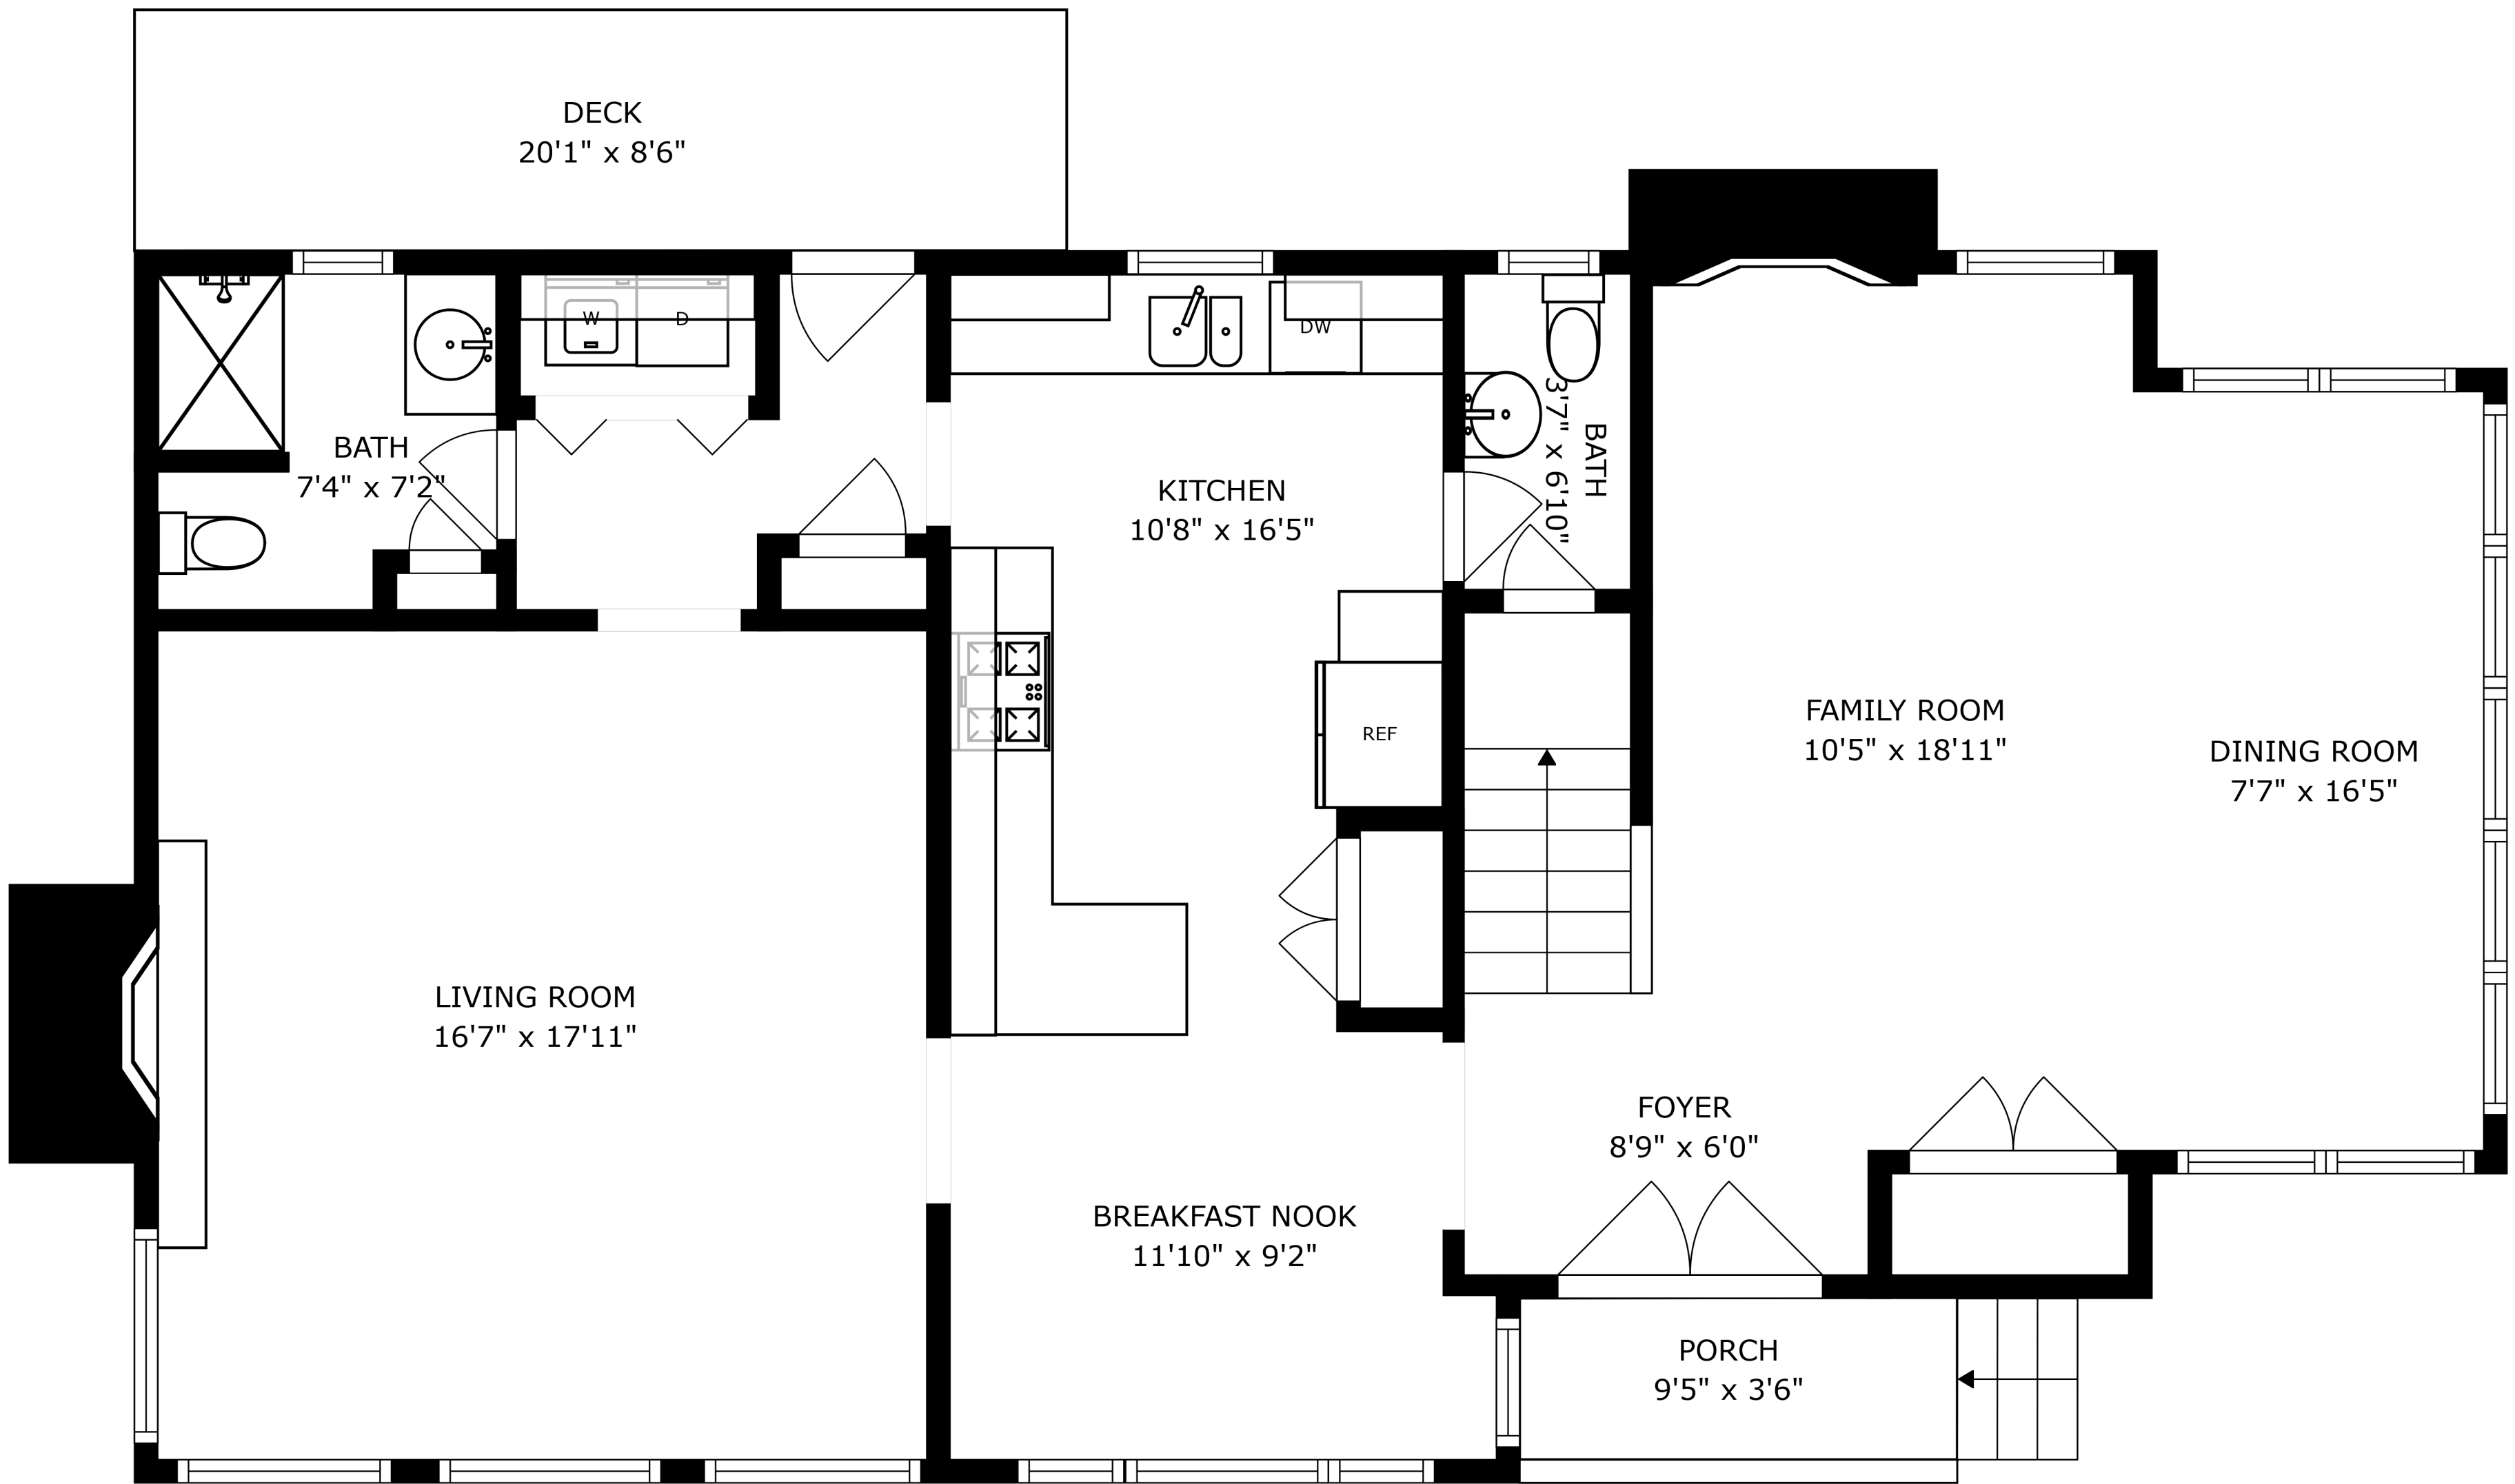 DECK
20'1" x 8'6"
W
D
DW
BATH
7'4" x 7'2"
BATH
3'7" x 6'10"
KITCHEN
10'8" x 16'5"
REF
FAMILY ROOM
10'5" x 18'11"
DINING ROOM
7'7" x 16'5"
LIVING ROOM
16'7" x 17'11"
FOYER
8'9" x 6'0"
BREAKFAST NOOK
11'10" x 9'2"
PORCH
9'5" x 3'6"